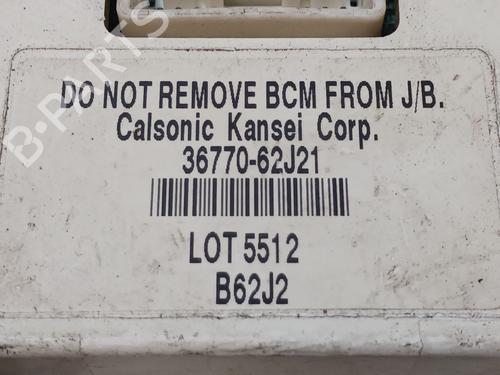 DO NOT REMOVE BCM FROM J/B.
Calsonic Kansei Corp.
36770-62J21
LOT 5512
B62J2
B-PARTS